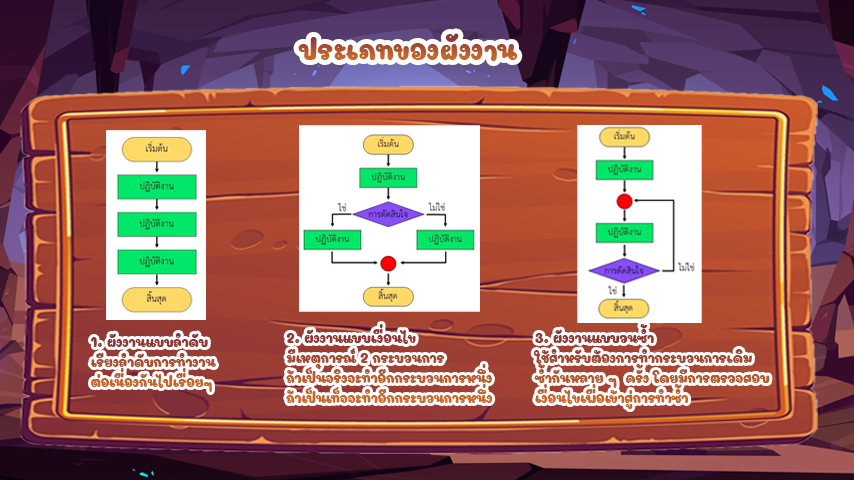 ประเภทของผังงาน
เริ่มต้น
ปฏิบัติงาน
ปฏิบัติงาน
ปฏิบัติงาน
สิ้นสุด
1. ผังงานแบบลำดับ
เรียงลำดับการทำงาน
ต่อเนื่องกันไปเรื่อยๆ
เริ่มต้น
ปฏิบัติงาน
ใช่
การตัดสินใจ
ไม่ใช่
ปฏิบัติงาน
ปฏิบัติงาน
สิ้นสุด
2. ผังงานแบบเงื่อนไข
มีเหตุการณ์ 2 กระบวนการ
ถ้าเป็นจริงจะทำอีกกระบวนการหนึ่ง
ถ้าเป็นเท็จจะทำอีกกระบวนการหนึ่ง
เริ่มต้น
ปฏิบัติงาน
ปฏิบัติงาน
การตัดสินใจ
ไม่ใช่
ใช่
สิ้นสุด
3. ผังงานแบบวนซ้ำ
ใช้สำหรับต้องการทำกระบวนการเดิม
ซ้ำกันหลาย ๆ ครั้ง โดยมีการตรวจสอบ
เงื่อนไขเพื่อเข้าสู่การทำซ้ำ